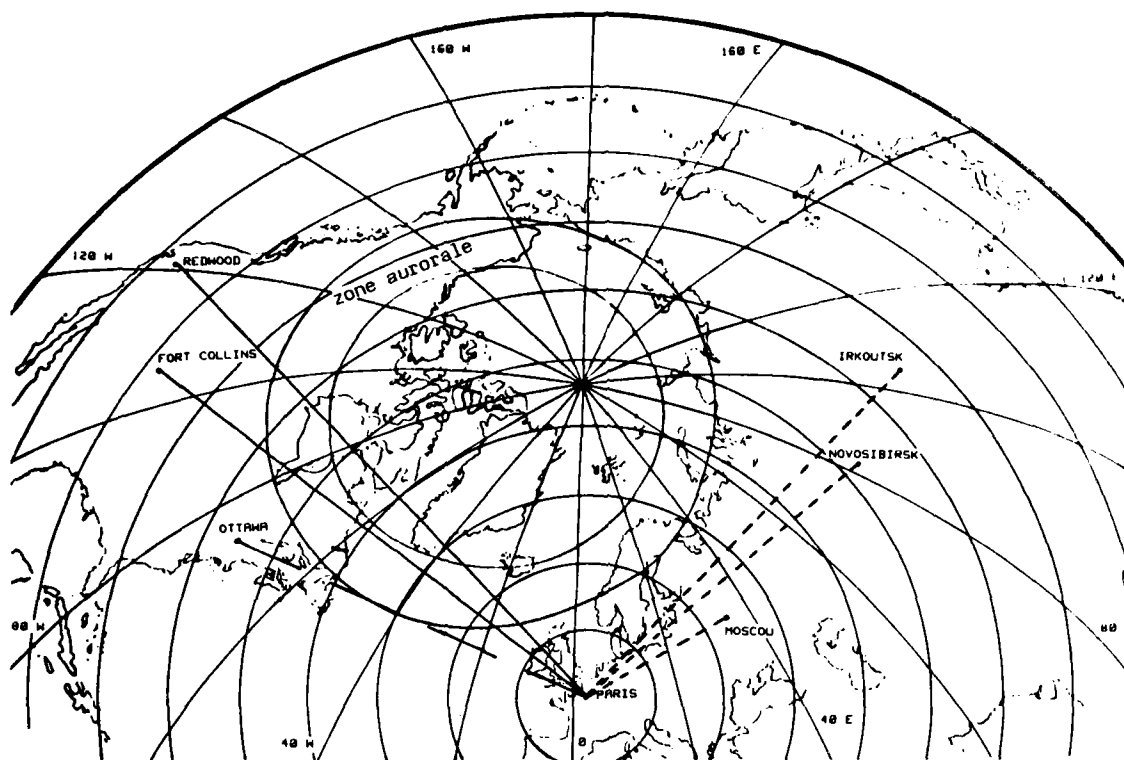 160 W
160 E
120 W
REDWOOD
zone aurorale
120 E
FORT COLLINS
IRKOUTSK
NOVOSIBIRSK
OTTAWA
80 W
MOSCOU
80
PARIS
40 W
0
40 E